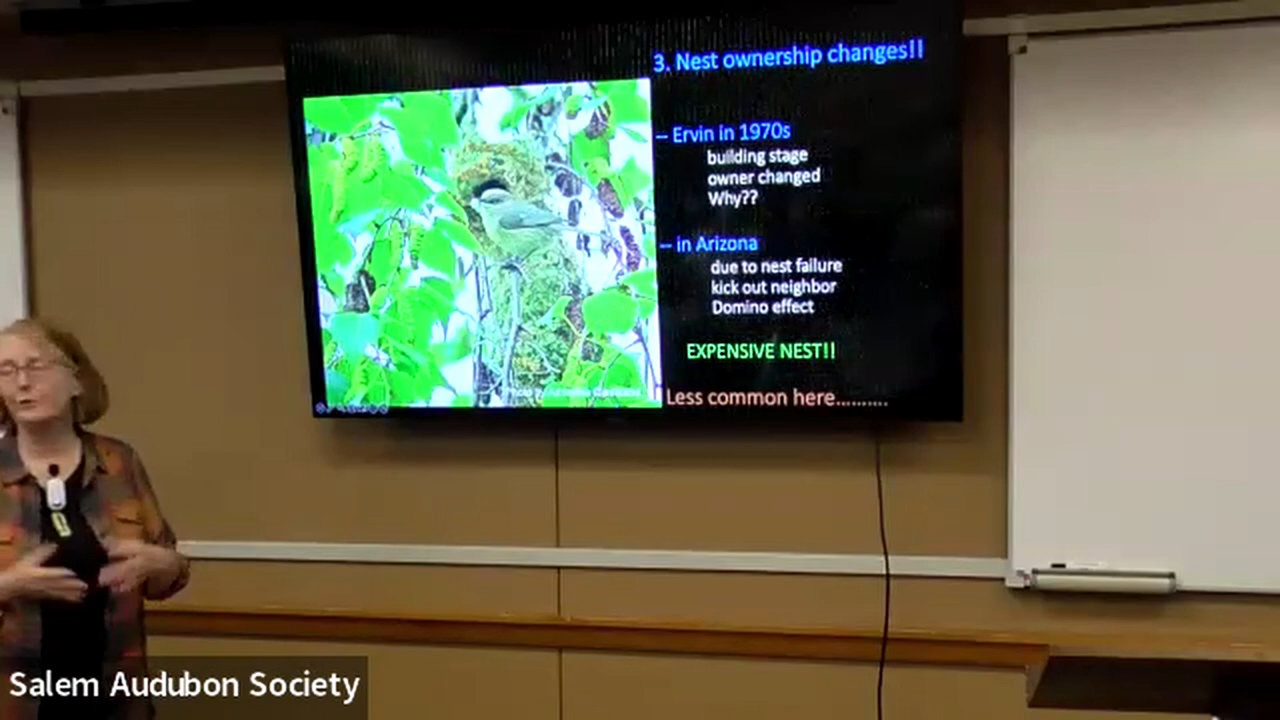 3. Nest ownership changes!!
– Ervin in 1970s
building stage
owner changed
Why??
– in Arizona
due to nest failure
kick out neighbor
Domino effect
EXPENSIVE NEST!!
Less common here.........
Salem Audubon Society